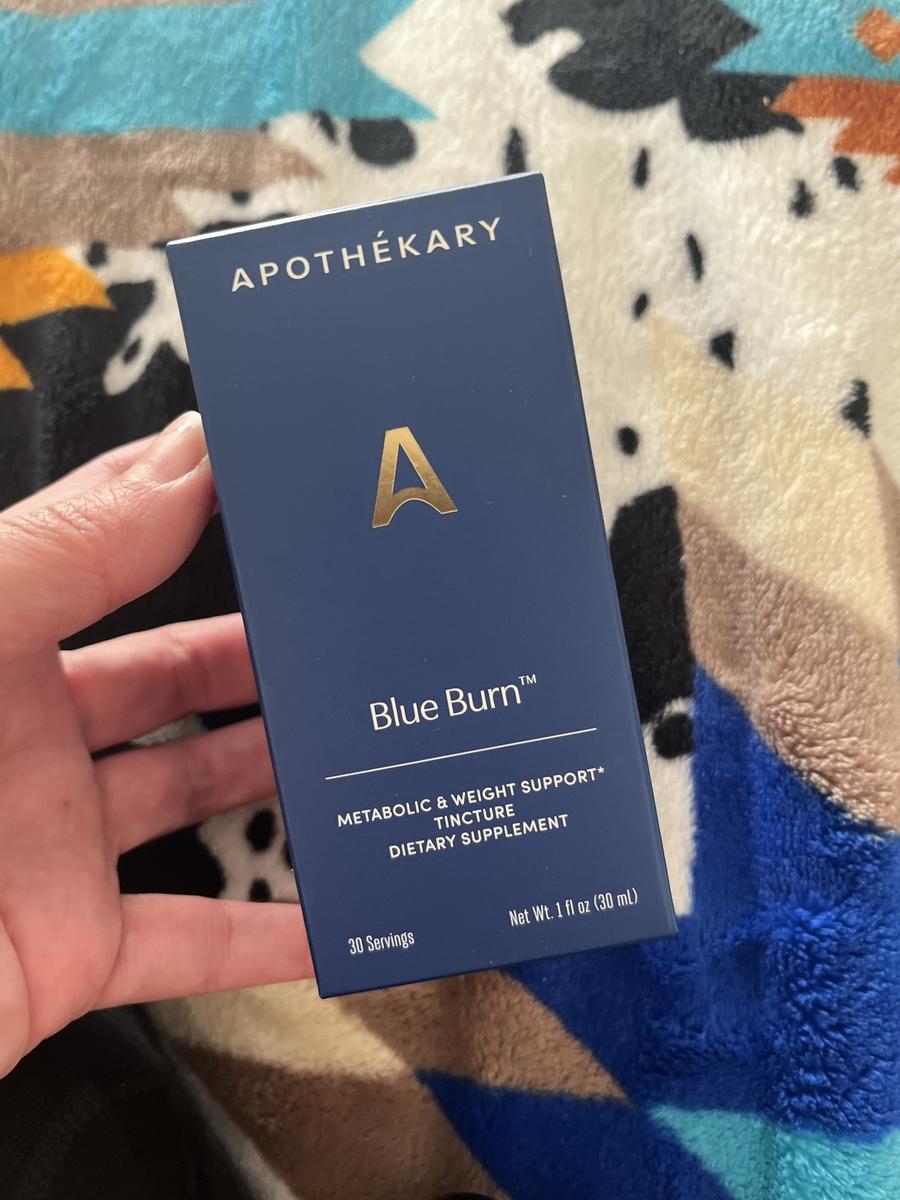 APOTHÉKARY
A
Blue Burn™
METABOLIC & WEIGHT SUPPORT*
TINCTURE
DIETARY SUPPLEMENT
30 Servings Net Wt. 1 fl oz (30 mL)